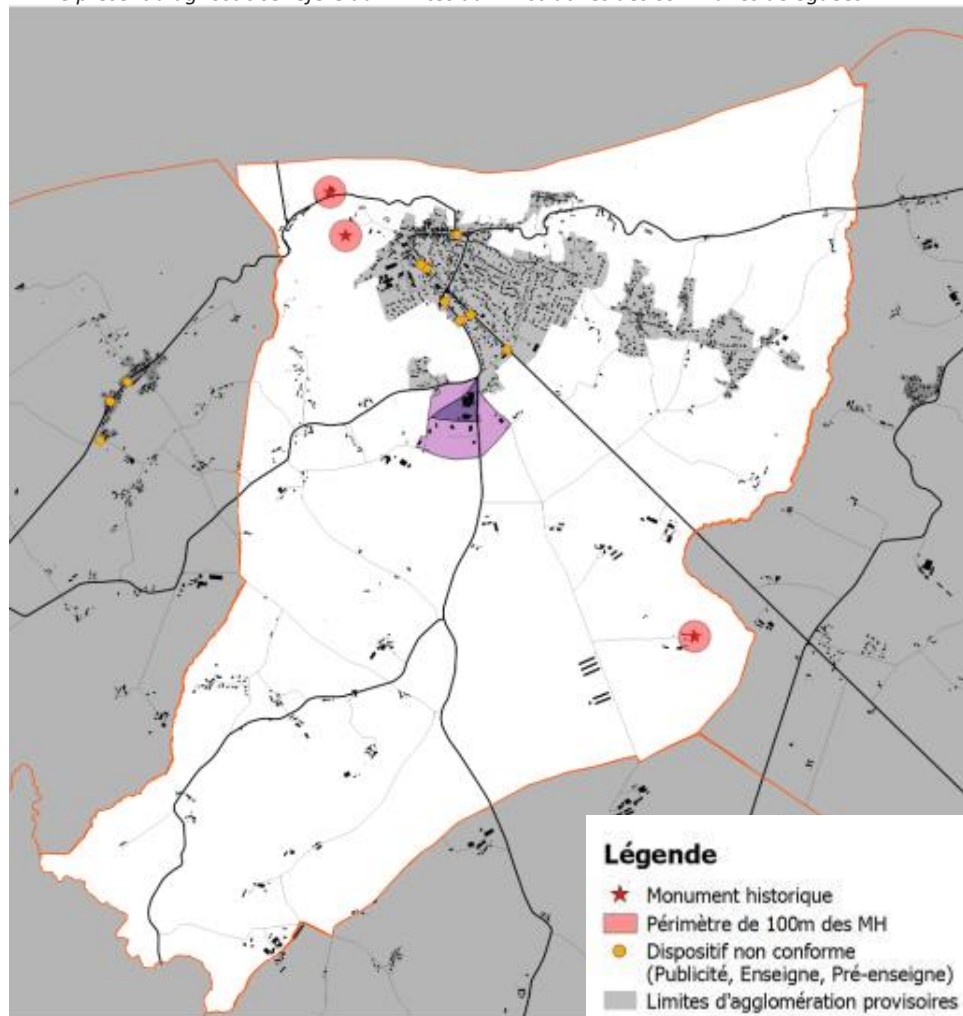 Légende
Monument historique
Périmètre de 100m des MH
Dispositif non conforme
(Publicité, Enseigne, Pré-enseigne)
Limites d'agglomération provisoires